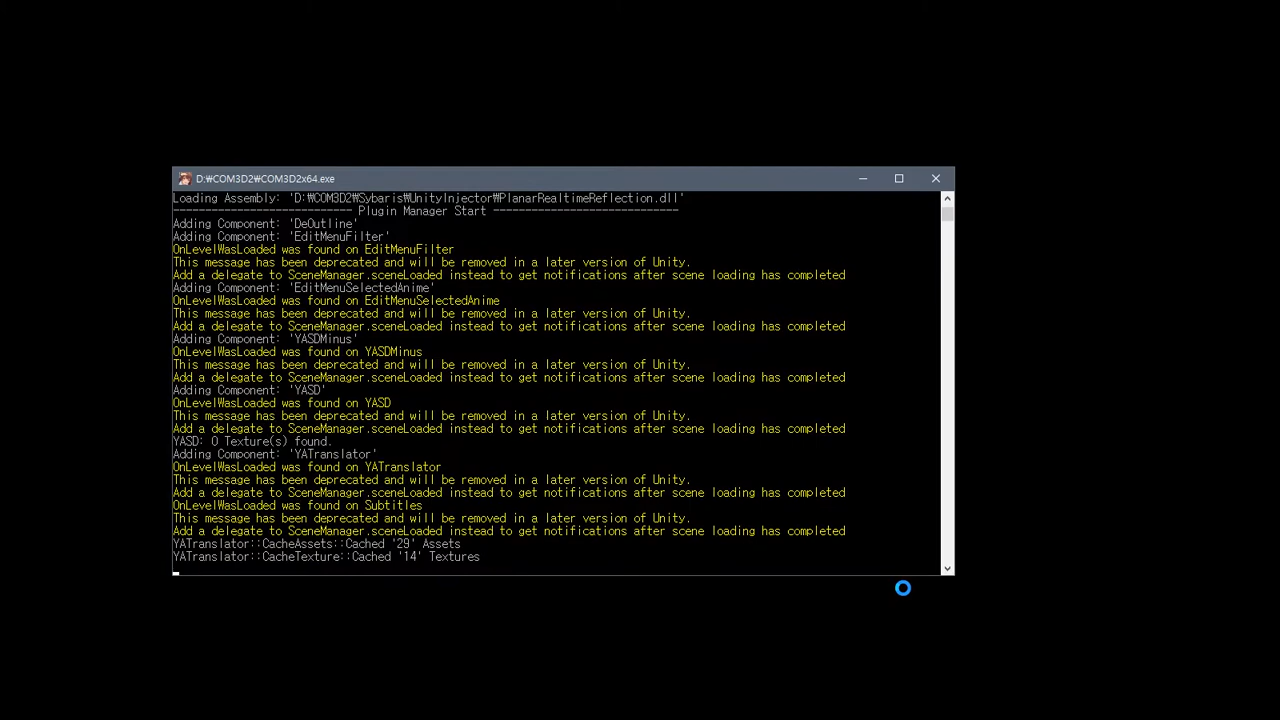 D:₩COM3D2₩COM3D2x64.exe
Loading Assembly: 'D:₩COM3D2₩Sybaris₩UnityInjector₩PlanarRealtimeReflection.dll'
---------------------------- Plugin Manager Start -----------------------------
Adding Component: 'DeOutline'
Adding Component: 'EditMenuFilter'
OnLevelWasLoaded was found on EditMenuFilter
This message has been deprecated and will be removed in a later version of Unity.
Add a delegate to SceneManager.sceneLoaded instead to get notifications after scene loading has completed
Adding Component: 'EditMenuSelectedAnime'
OnLevelWasLoaded was found on EditMenuSelectedAnime
This message has been deprecated and will be removed in a later version of Unity.
Add a delegate to SceneManager.sceneLoaded instead to get notifications after scene loading has completed
Adding Component: 'YASDMinus'
OnLevelWasLoaded was found on YASDMinus
This message has been deprecated and will be removed in a later version of Unity.
Add a delegate to SceneManager.sceneLoaded instead to get notifications after scene loading has completed
Adding Component: 'YASD'
OnLevelWasLoaded was found on YASD
This message has been deprecated and will be removed in a later version of Unity.
Add a delegate to SceneManager.sceneLoaded instead to get notifications after scene loading has completed
YASD: 0 Texture(s) found.
Adding Component: 'YATranslator'
OnLevelWasLoaded was found on YATranslator
This message has been deprecated and will be removed in a later version of Unity.
Add a delegate to SceneManager.sceneLoaded instead to get notifications after scene loading has completed
OnLevelWasLoaded was found on Subtitles
This message has been deprecated and will be removed in a later version of Unity.
Add a delegate to SceneManager.sceneLoaded instead to get notifications after scene loading has completed
YATranslator::CacheAssets::Cached '29' Assets
YATranslator::CacheTexture::Cached '14' Textures